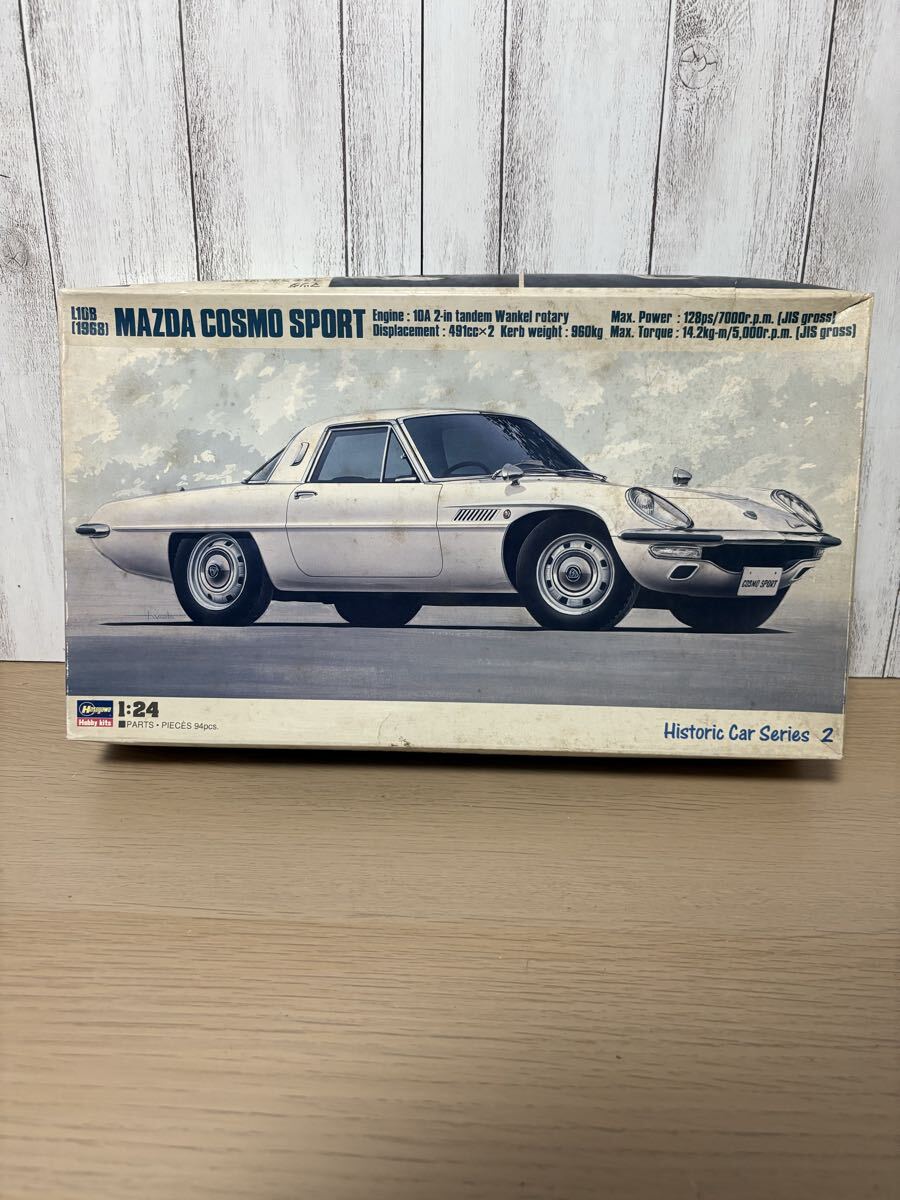 L10B
(1968)
MAZDA COSMO SPORT
Engine : 10A 2-in tandem Wankel rotary
Displacement : 491cc×2 Kerb weight : 960kg
Max. Power : 128ps/7000r.p.m. (JIS gross)
Max. Torque : 14.2kg-m/5,000r.p.m. (JIS gross)
COSMO SPORT
Hasegawa
Hobby kits
1:24
■PARTS・PIECES 94pcs.
Historic Car Series 2